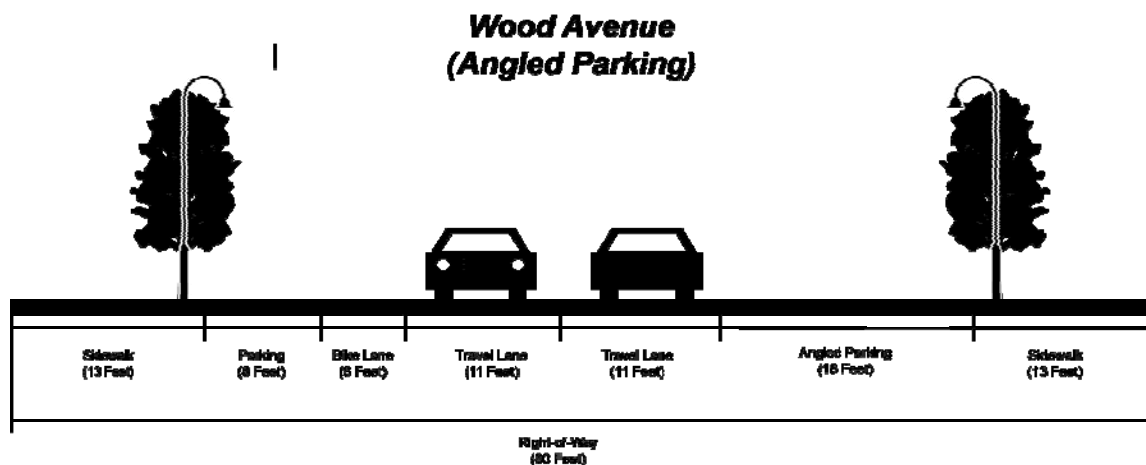 Wood Avenue
(Angled Parking)
Sidewalk
(13 Feet)
Parking
(8 Feet)
Bike Lane
(6 Feet)
Travel Lane
(11 Feet)
Travel Lane
(11 Feet)
Angled Parking
(18 Feet)
Sidewalk
(13 Feet)
Right-of-Way
(80 Feet)